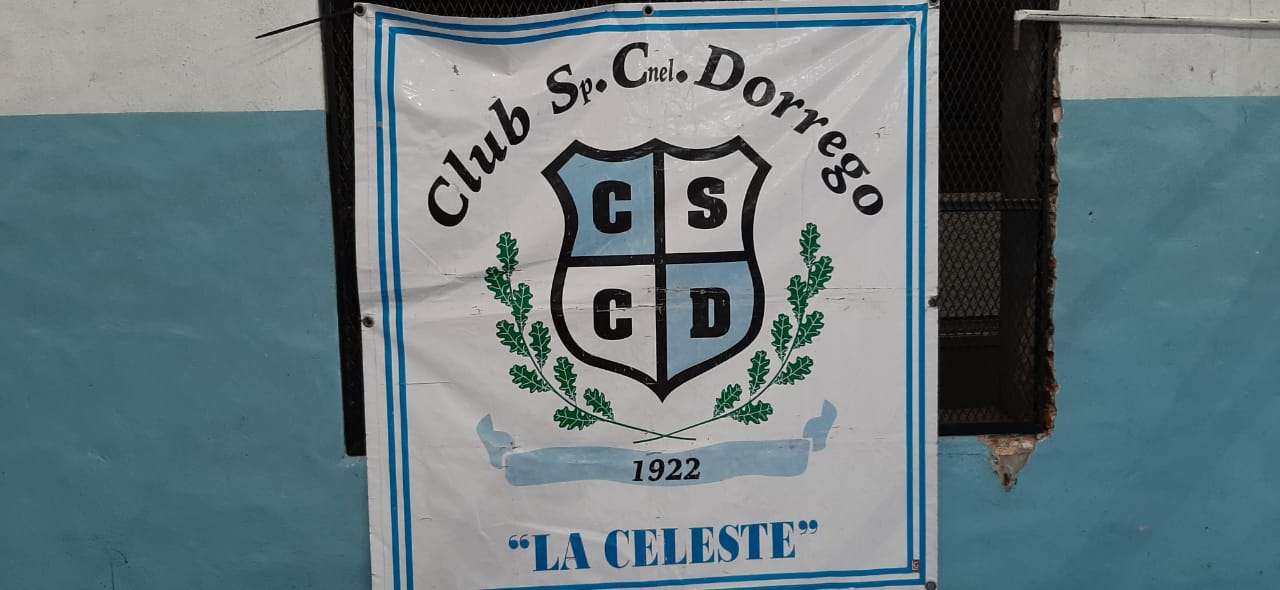 Club Sp. Cnel. Dorrego
C S
C D
1922
“LA CELESTE”